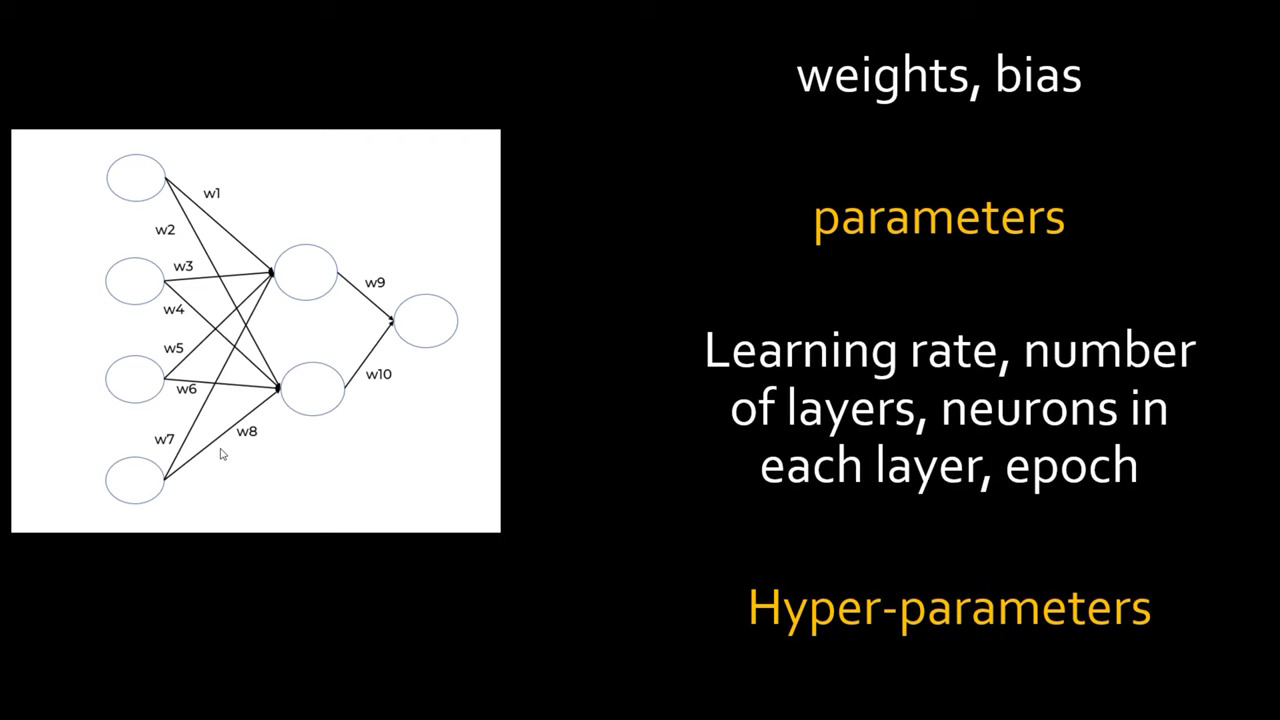 weights, bias
parameters
Learning rate, number
of layers, neurons in
each layer, epoch
Hyper-parameters
w1
w2
w3
w4
w5
w6
w7
w8
w9
w10